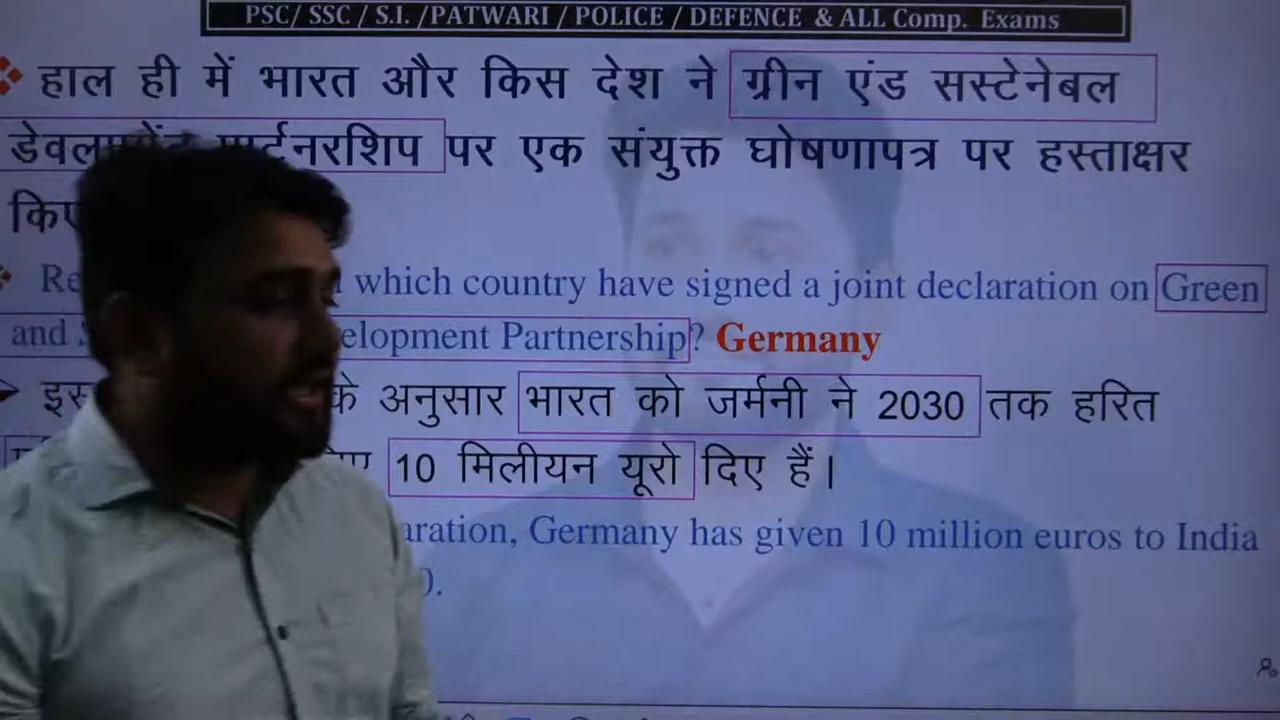 PSC/ SSC / S.I. /PATWARI / POLICE / DEFENCE & ALL Comp. Exams
हाल ही में भारत और किस देश ने ग्रीन एंड सस्टेनेबल
पार्टनरशिप पर एक संयुक्त घोषणापत्र पर हस्ताक्षर
which country have signed a joint declaration on Green
and Partnership? Germany
के अनुसार भारत को जर्मनी ने 2030 तक हरित
10 मिलीयन यूरो दिए हैं।
Germany has given 10 million euros to India